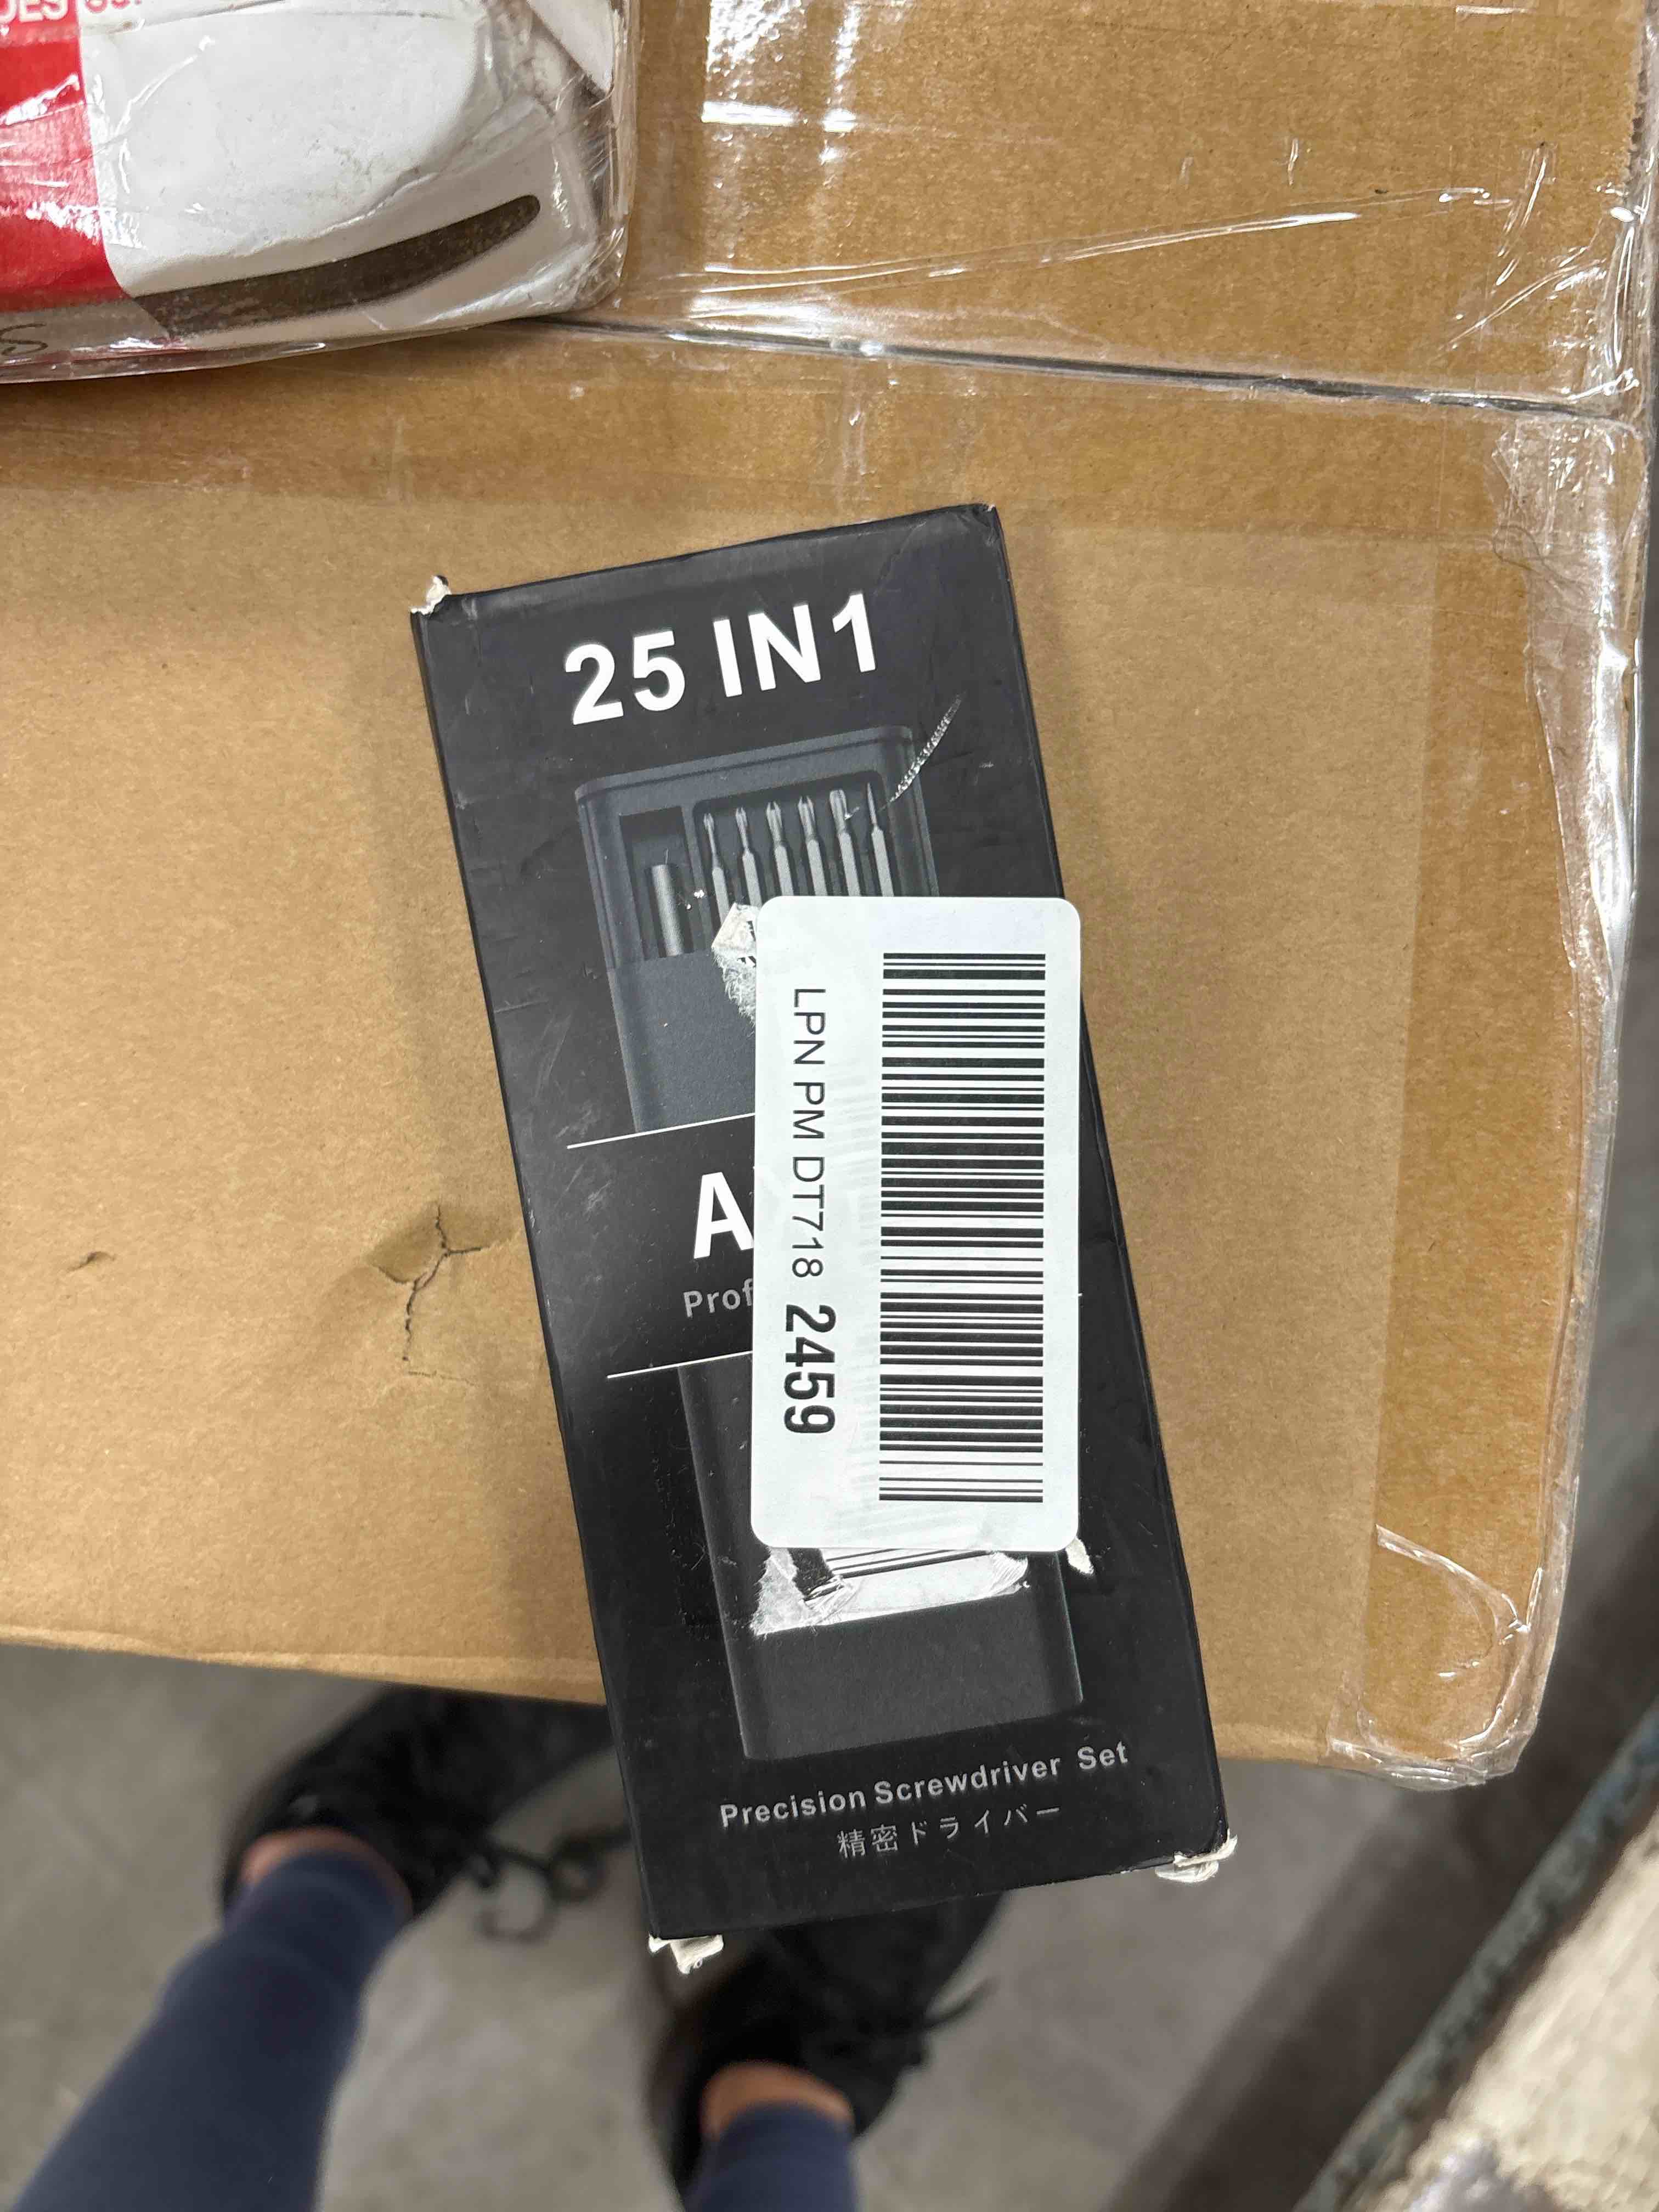 25 IN1
LPN PM DT718 2459
A
Prof
Precision Screwdriver Set
精密ドライバー